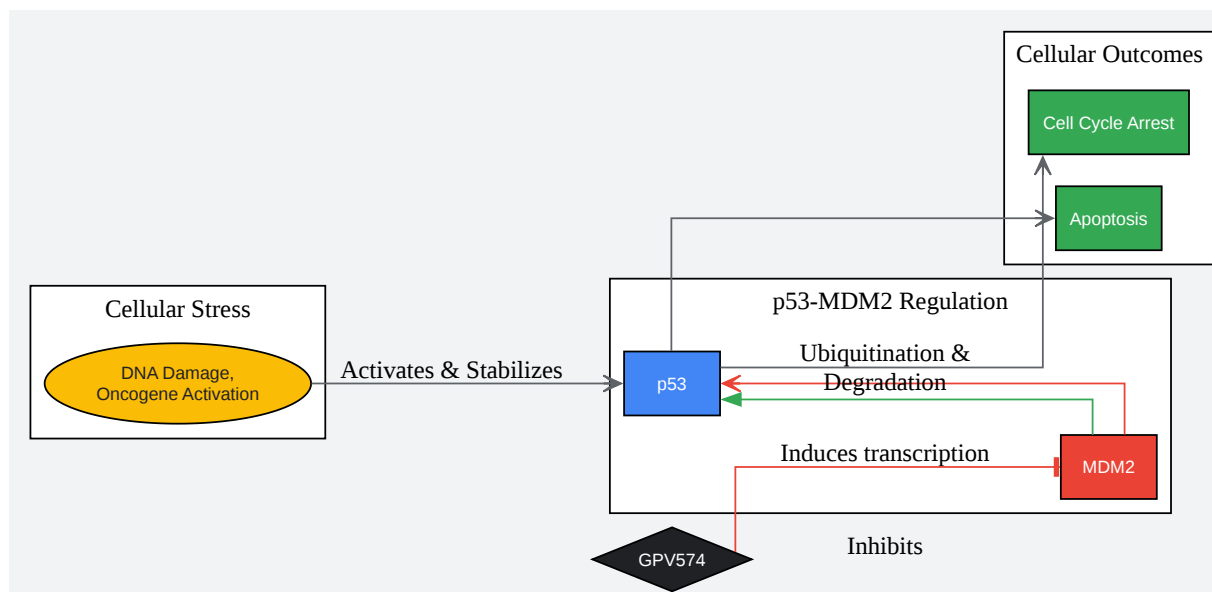 Cellular Outcomes
Cell Cycle Arrest
Apoptosis
Cellular Stress
DNA Damage,
Oncogene Activation
Activates & Stabilizes
p53-MDM2 Regulation
p53
Ubiquitination &
Degradation
Induces transcription
MDM2
GPV574
Inhibits